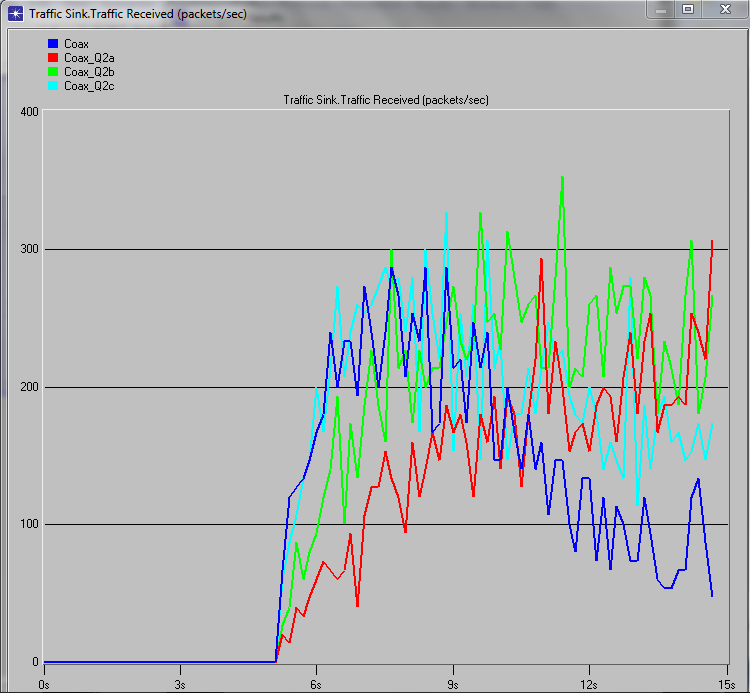 Traffic Sink.Traffic Received (packets/sec)
Coax
Coax_Q2a
Coax_Q2b
Coax_Q2c
Traffic Sink.Traffic Received (packets/sec)
400
300
200
100
0
0s 3s 6s 9s 12s 15s